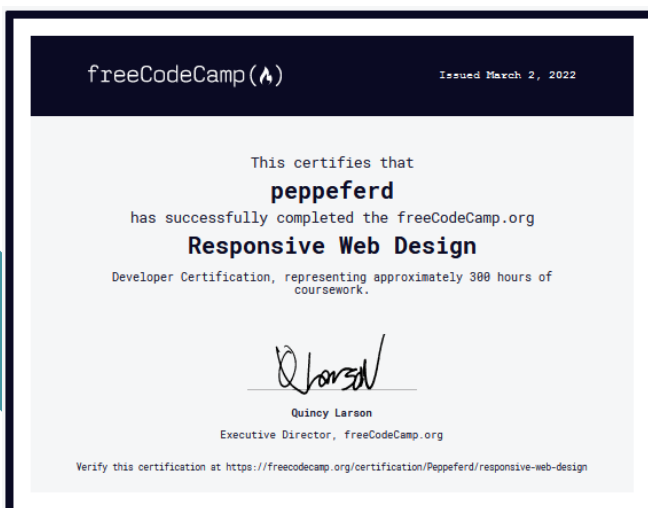 freeCodeCamp(🔥)
Issued March 2, 2022
This certifies that
peppeferd
has successfully completed the freeCodeCamp.org
Responsive Web Design
Developer Certification, representing approximately 300 hours of
coursework.
Q Larson
Quincy Larson
Executive Director, freeCodeCamp.org
Verify this certification at https://freecodecamp.org/certification/Peppeferd/responsive-web-design